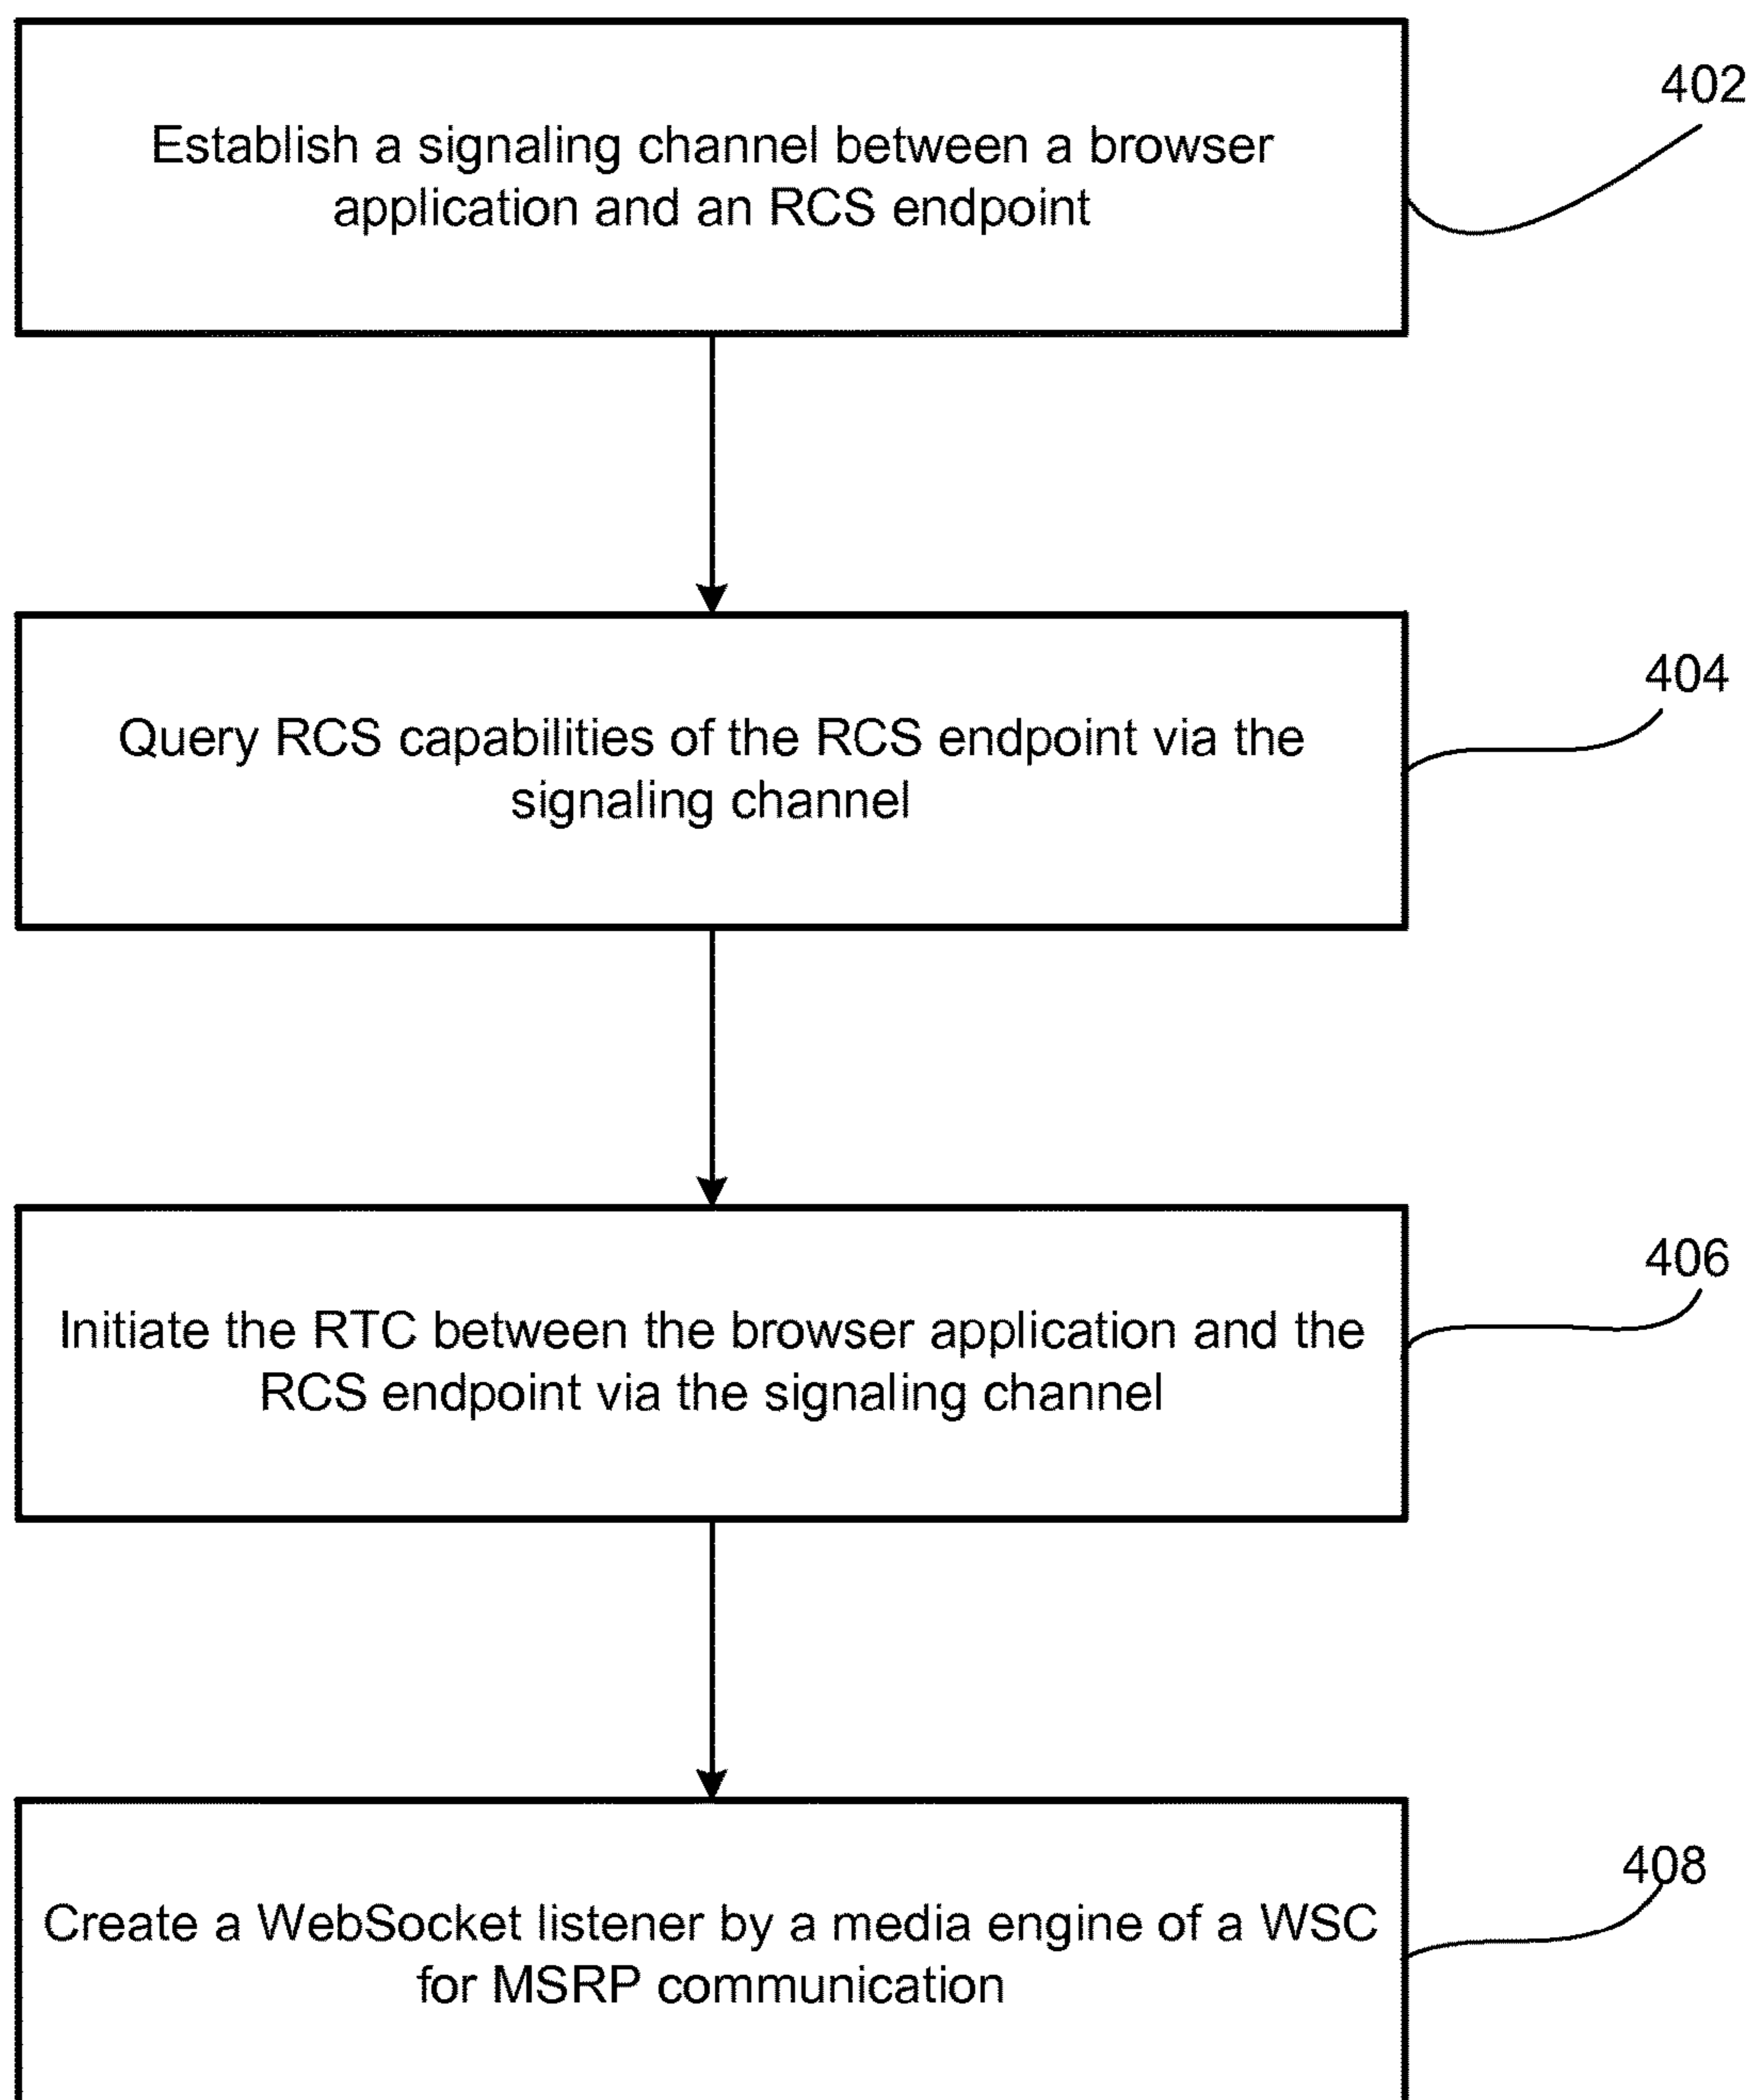 Establish a signaling channel between a browser
application and an RCS endpoint
402
Query RCS capabilities of the RCS endpoint via the
signaling channel
404
Initiate the RTC between the browser application and the
RCS endpoint via the signaling channel
406
Create a WebSocket listener by a media engine of a WSC
for MSRP communication
408